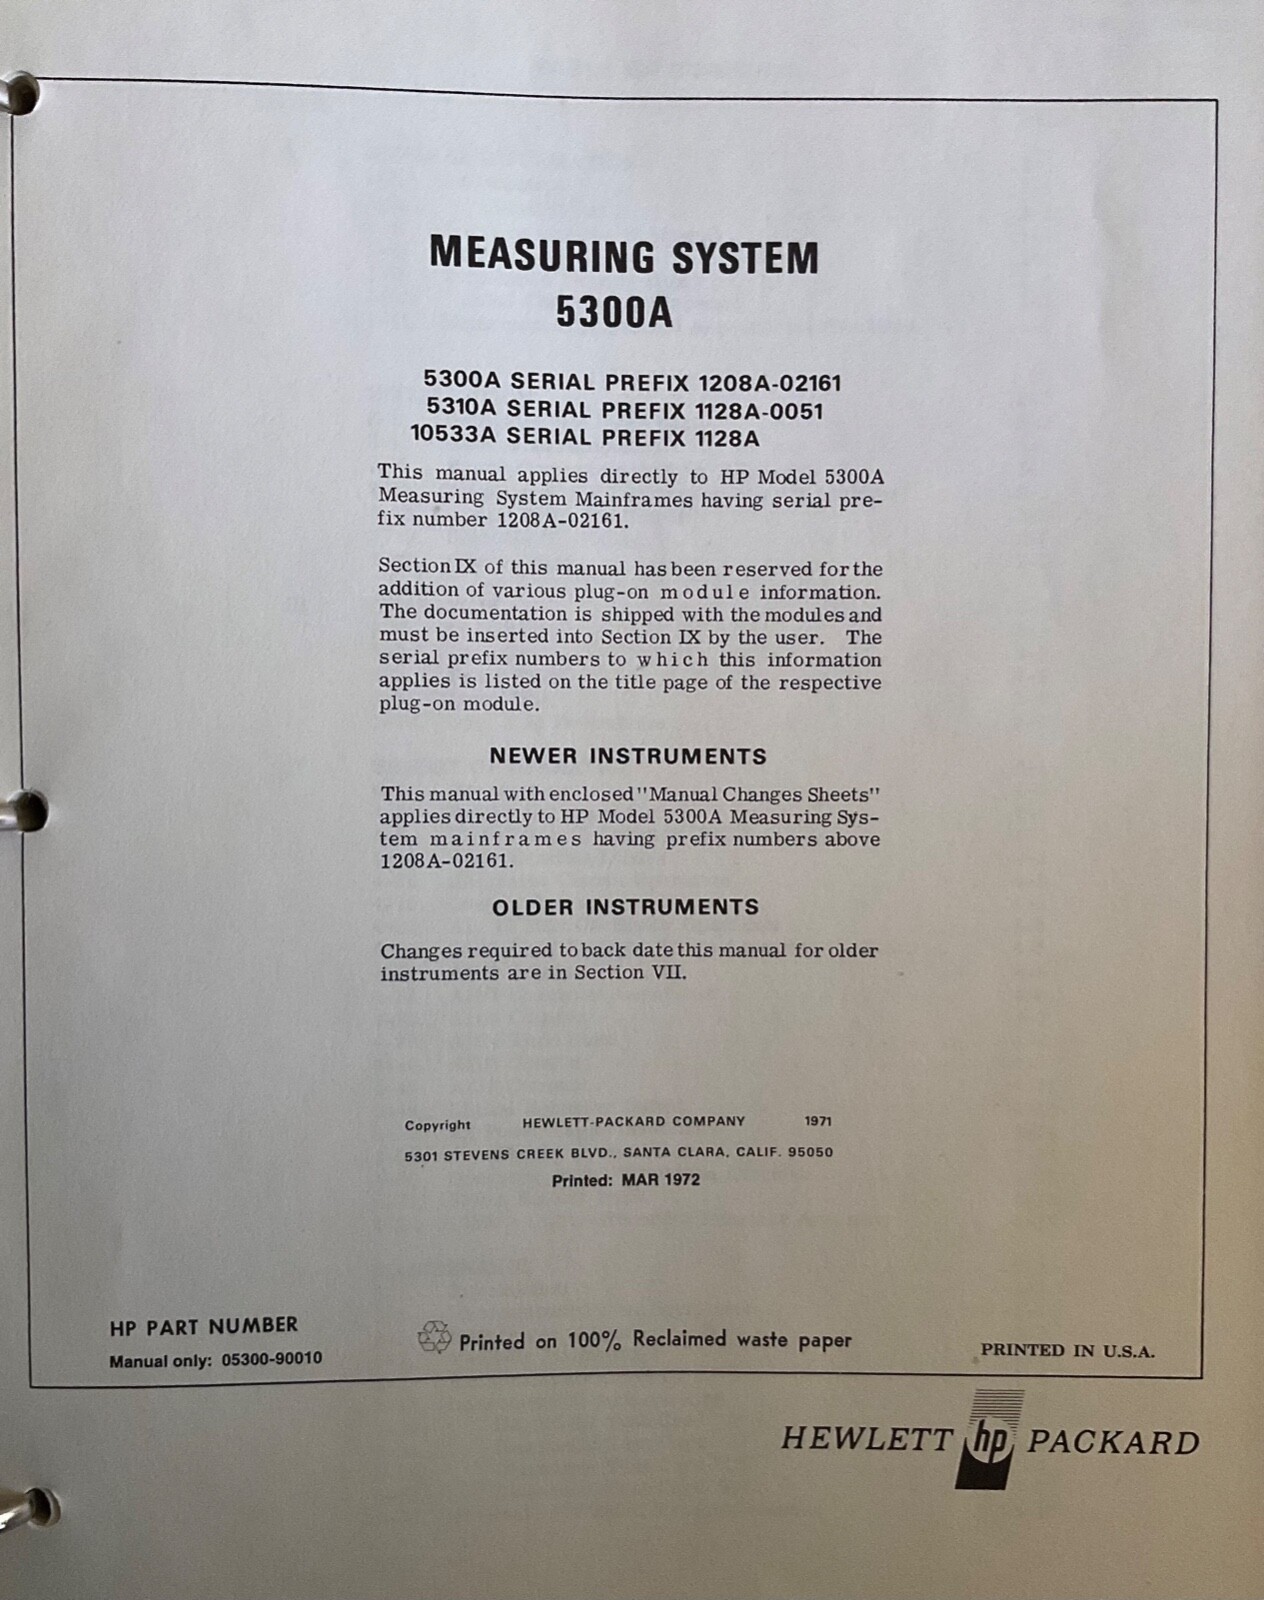 MEASURING SYSTEM
5300A
5300A SERIAL PREFIX 1208A-02161
5310A SERIAL PREFIX 1128A-0051
10533A SERIAL PREFIX 1128A
This manual applies directly to HP Model 5300A
Measuring System Mainframes having serial pre-
fix number 1208A-02161.
Section IX of this manual has been reserved for the
addition of various plug-on module information.
The documentation is shipped with the modules and
must be inserted into Section IX by the user. The
serial prefix numbers to which this information
applies is listed on the title page of the respective
plug-on module.
NEWER INSTRUMENTS
This manual with enclosed "Manual Changes Sheets"
applies directly to HP Model 5300A Measuring Sys-
tem mainframes having prefix numbers above
1208A-02161.
OLDER INSTRUMENTS
Changes required to back date this manual for older
instruments are in Section VII.
Copyright HEWLETT-PACKARD COMPANY 1971
5301 STEVENS CREEK BLVD., SANTA CLARA, CALIF. 95050
Printed: MAR 1972
HP PART NUMBER
Manual only: 05300-90010
Printed on 100% Reclaimed waste paper
PRINTED IN U.S.A.
HEWLETT hp PACKARD